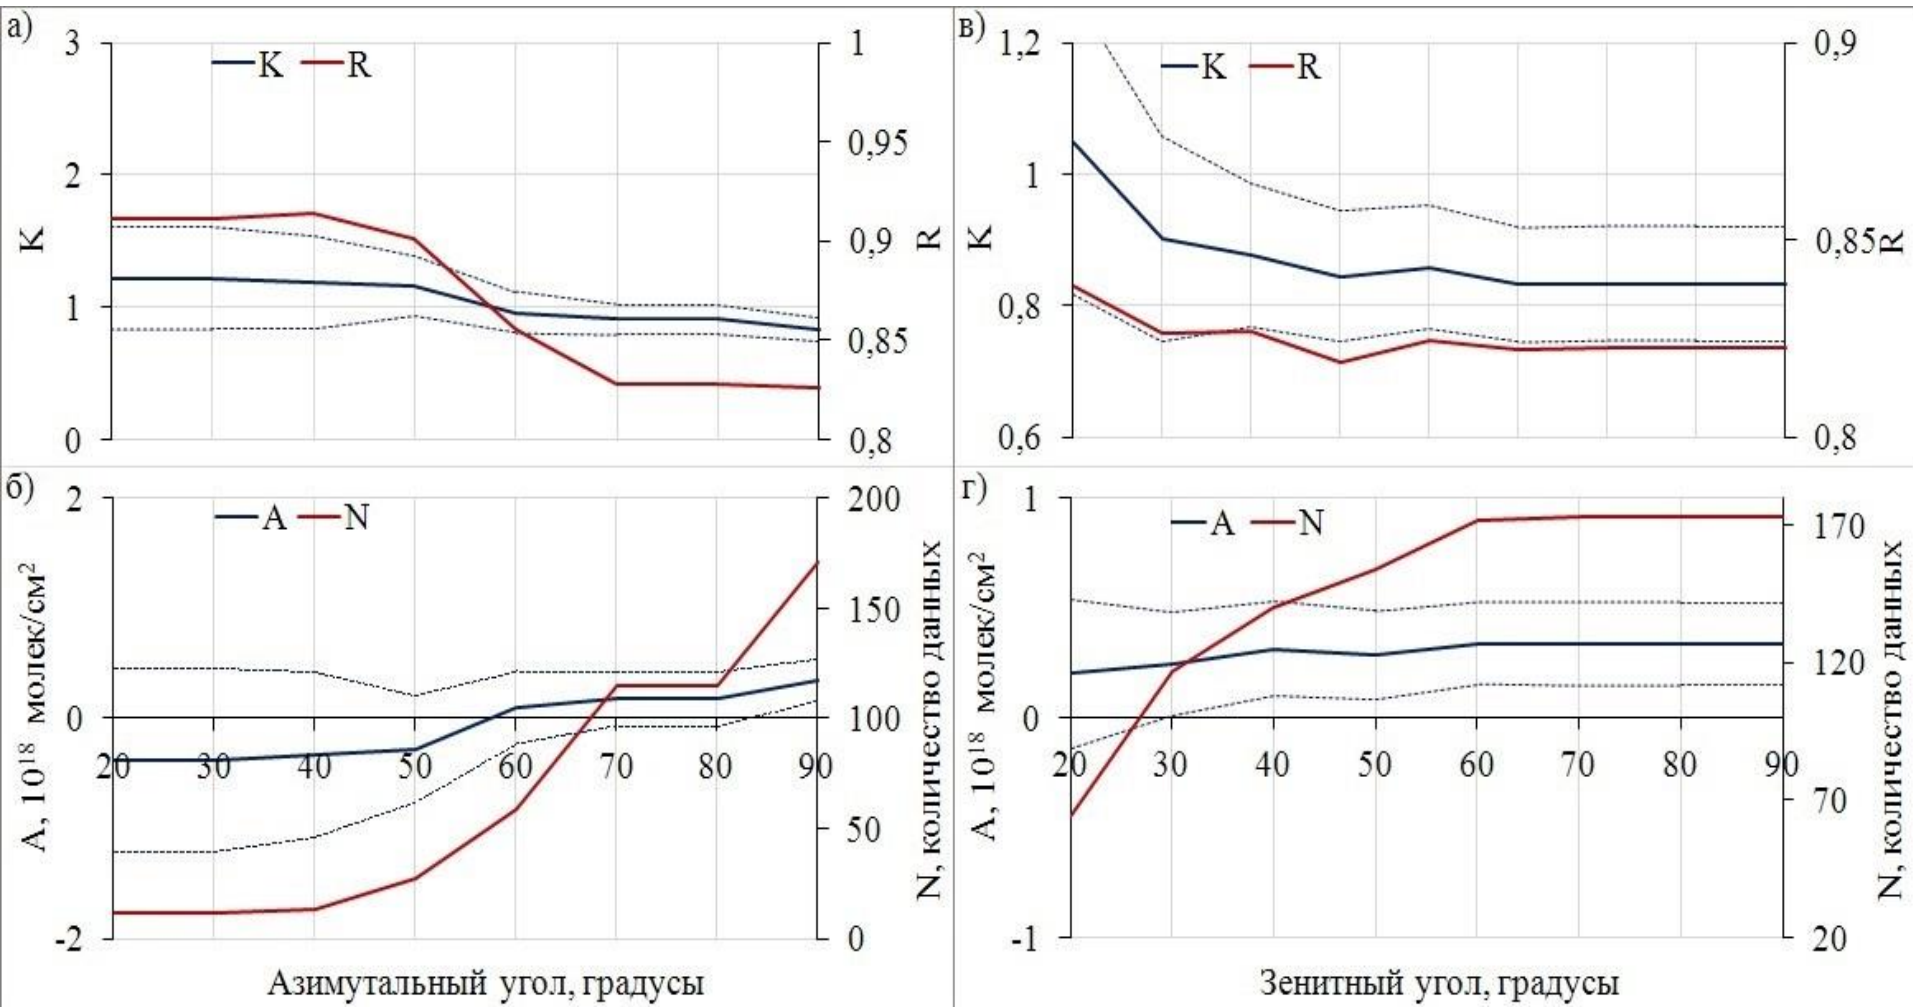 а)
3
2
1
0
K
K R
1
0,95
0,9
0,85
0,8
R
в)
1,2
1
0,8
0,6
K
K R
0,9
0,85
0,8
R
б)
2
0
-2
A, 10¹⁸ молек/см²
A N
200
150
100
50
0
N, количество данных
20 30 40 50 60 70 80 90
Азимутальный угол, градусы
г)
1
0
-1
A, 10¹⁸ молек/см²
A N
170
120
70
20
N, количество данных
20 30 40 50 60 70 80 90
Зенитный угол, градусы